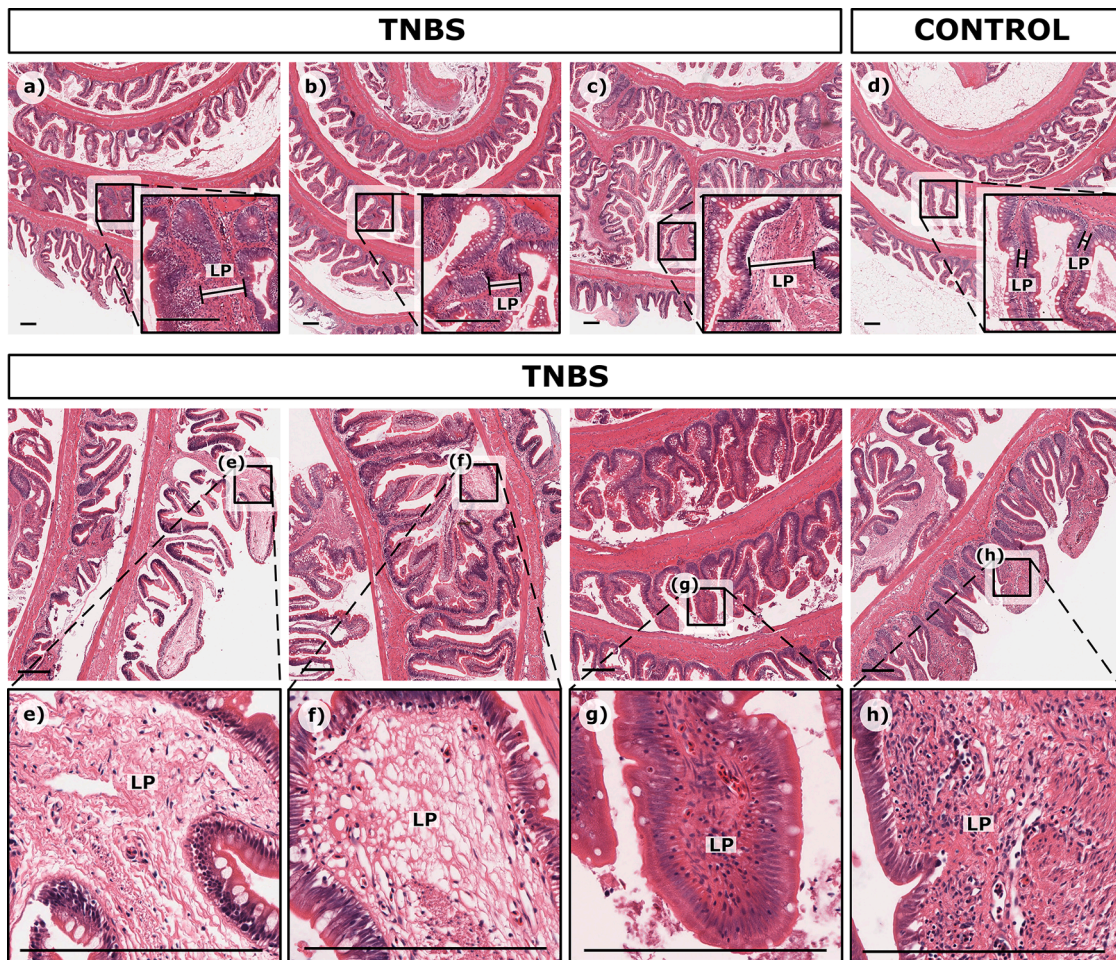 TNBS
CONTROL
a)
b)
c)
d)
LP
LP
LP
LP
LP
TNBS
(e)
(f)
(g)
(h)
e)
f)
g)
h)
LP
LP
LP
LP